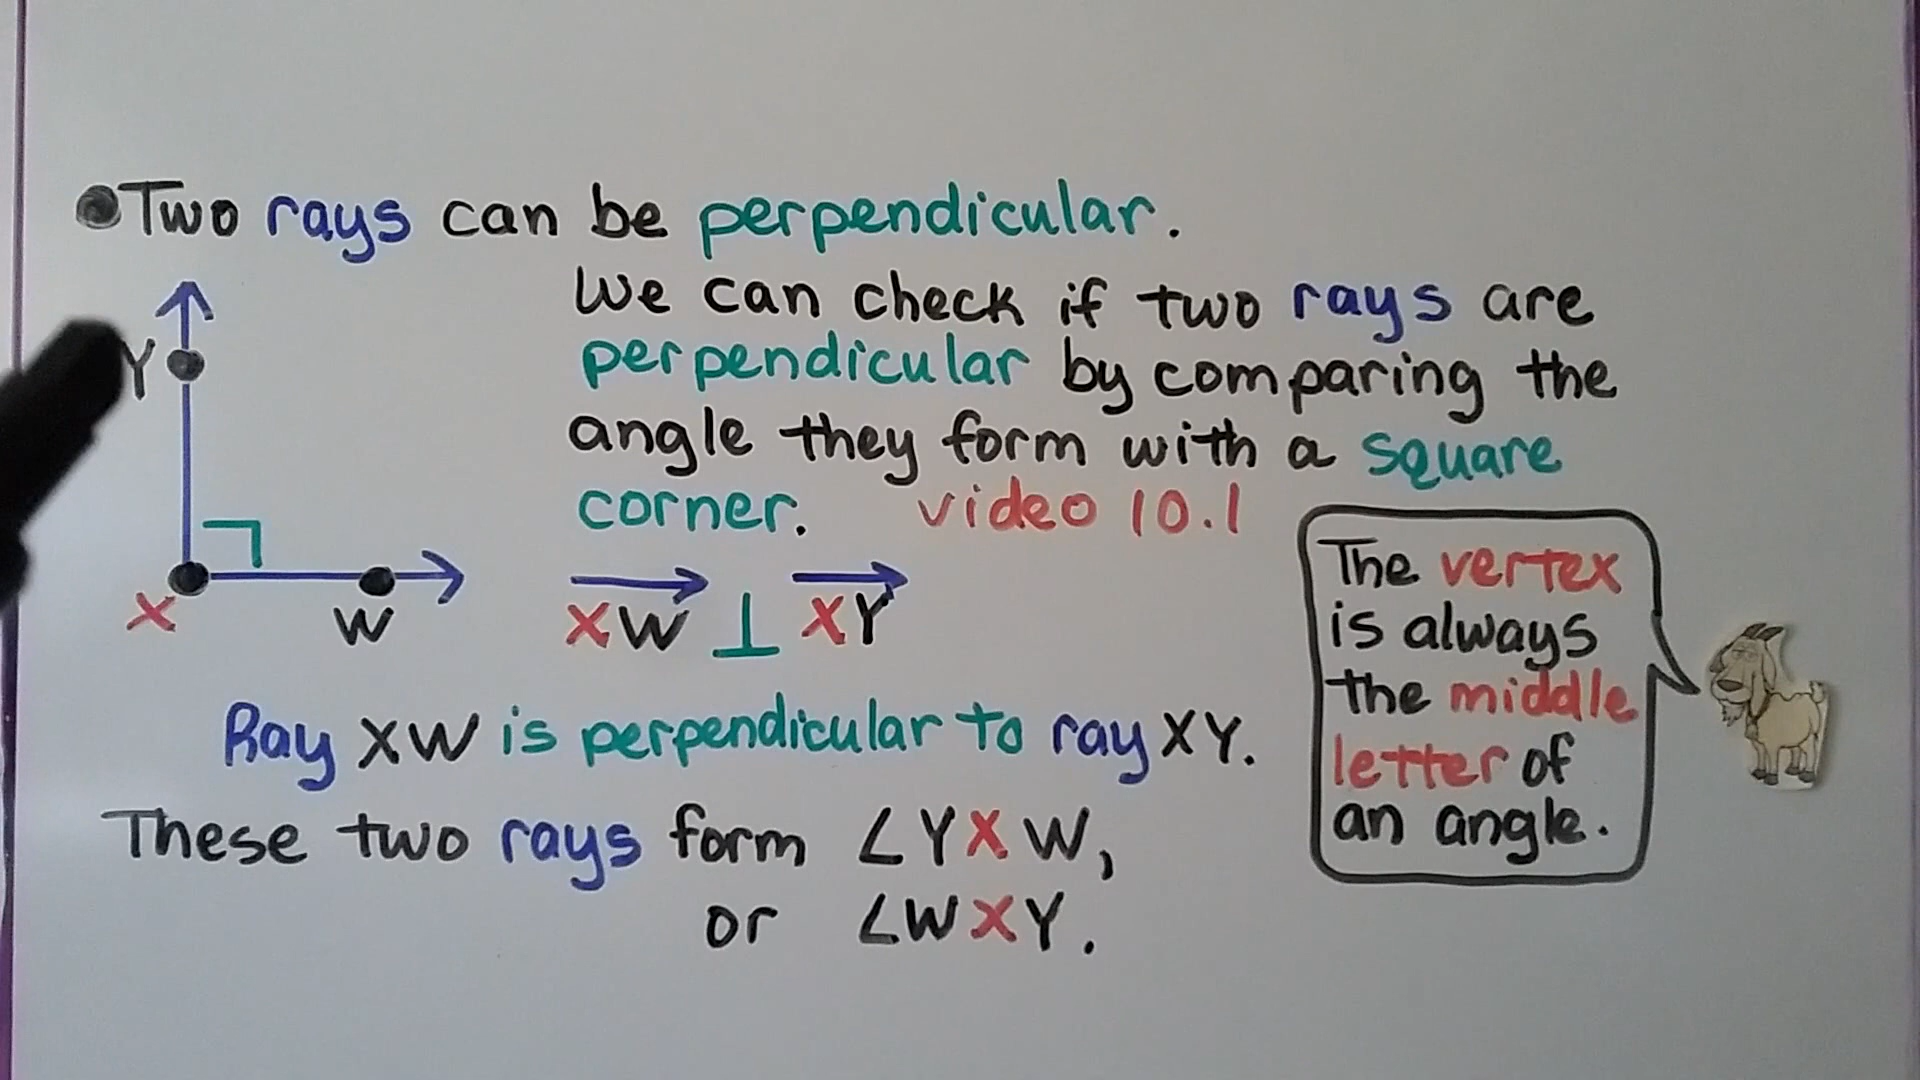 Two rays can be perpendicular.
We can check if two rays are
perpendicular by comparing the
angle they form with a square
corner. video 10.1
Y
X
W
XW ⊥ XY
Ray XW is perpendicular to ray XY.
These two rays form ∠YXW,
or ∠WXY.
The vertex
is always
the middle
letter of
an angle.